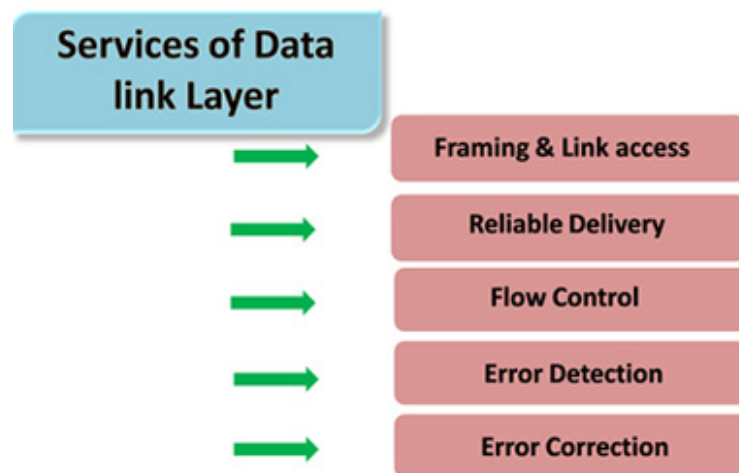 Services of Data
link Layer
Framing & Link access
Reliable Delivery
Flow Control
Error Detection
Error Correction